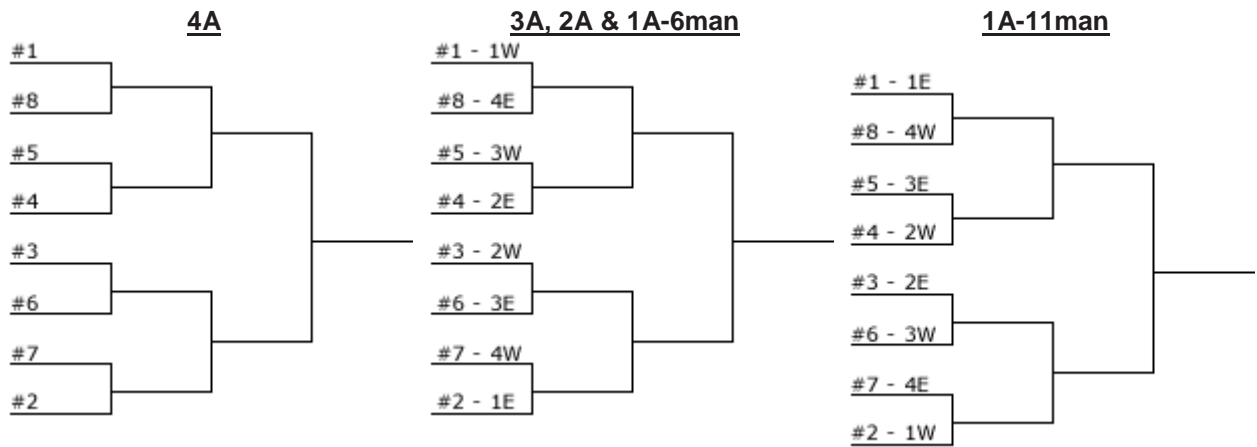 4A
#1
#8
#5
#4
#3
#6
#7
#2
3A, 2A & 1A-6man
#1 - 1W
#8 - 4E
#5 - 3W
#4 - 2E
#3 - 2W
#6 - 3E
#7 - 4W
#2 - 1E
1A-11man
#1 - 1E
#8 - 4W
#5 - 3E
#4 - 2W
#3 - 2E
#6 - 3W
#7 - 4E
#2 - 1W